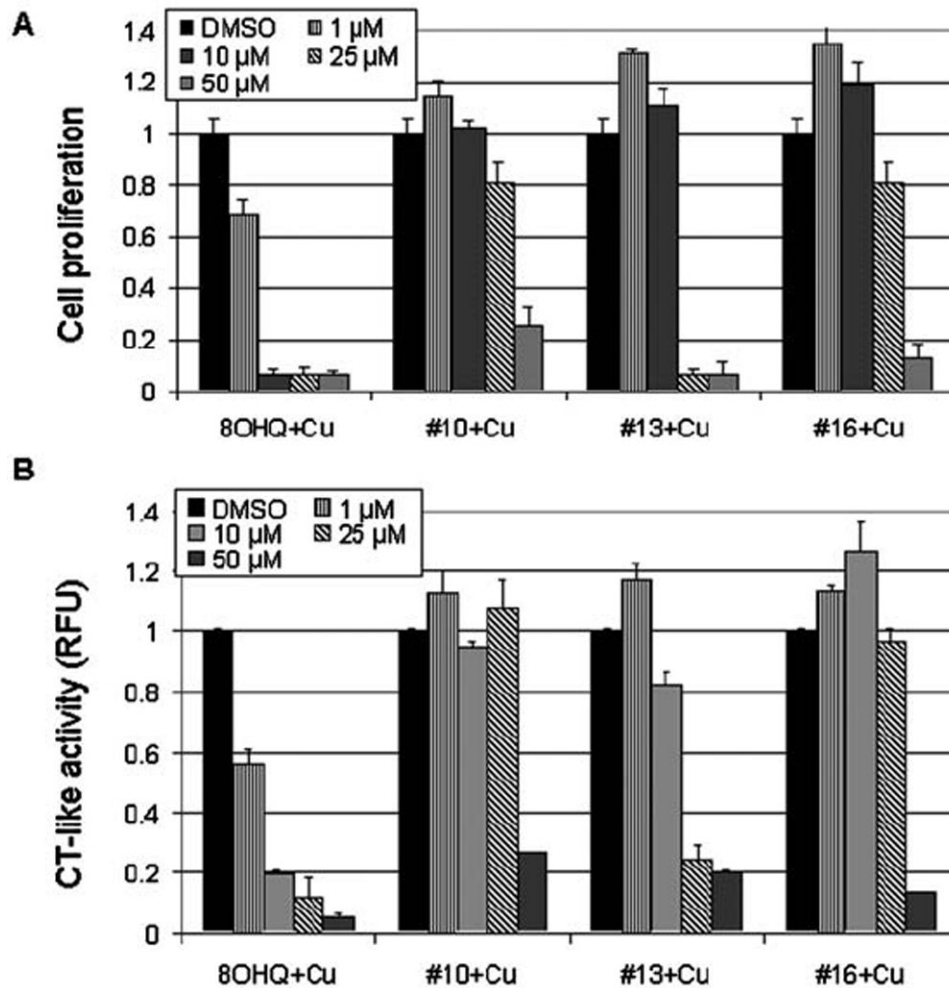 A
DMSO 1 µM
10 µM 25 µM
50 µM
Cell proliferation
1.4
1.2
1
0.8
0.6
0.4
0.2
0
8OHQ+Cu #10+Cu #13+Cu #16+Cu
B
DMSO 1 µM
10 µM 25 µM
50 µM
CT-like activity (RFU)
1.4
1.2
1
0.8
0.6
0.4
0.2
0
8OHQ+Cu #10+Cu #13+Cu #16+Cu